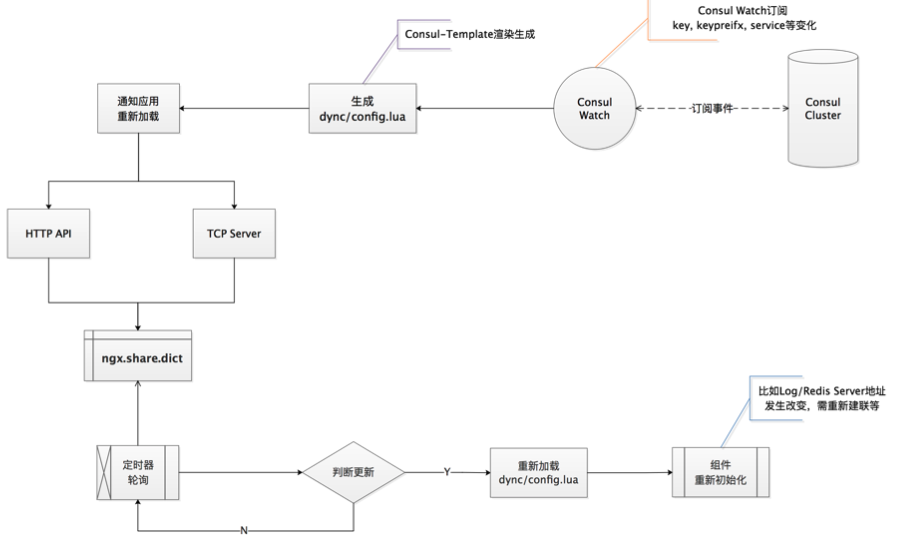 Consul Watch订阅
key, keypreifx, service等变化
Consul-Template渲染生成
通知应用
重新加载
生成
dync/config.lua
Consul
Watch
订阅事件
Consul
Cluster
HTTP API
TCP Server
ngx.share.dict
比如Log/Redis Server地址
发生改变，需重新建联等
定时器
轮询
判断更新
Y
重新加载
dync/config.lua
组件
重新初始化
N